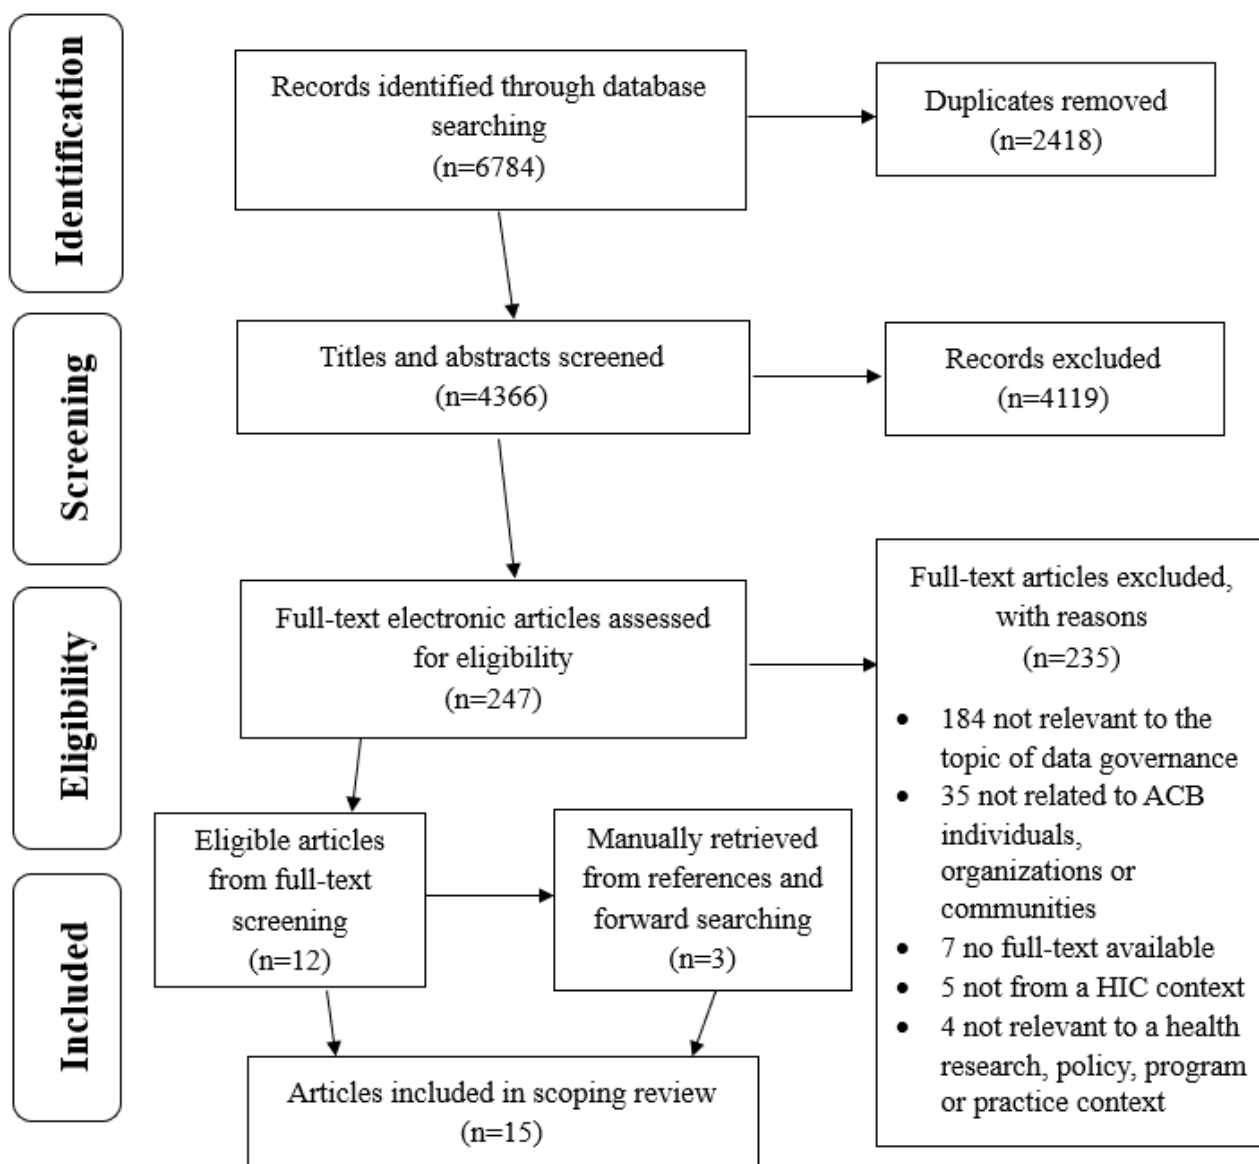 Identification
Records identified through database
searching
(n=6784)
Duplicates removed
(n=2418)
Screening
Titles and abstracts screened
(n=4366)
Records excluded
(n=4119)
Eligibility
Full-text electronic articles assessed
for eligibility
(n=247)
Full-text articles excluded,
with reasons
(n=235)
• 184 not relevant to the
topic of data governance
• 35 not related to ACB
individuals,
organizations or
communities
• 7 no full-text available
• 5 not from a HIC context
• 4 not relevant to a health
research, policy, program
or practice context
Eligible articles
from full-text
screening
(n=12)
Manually retrieved
from references and
forward searching
(n=3)
Included
Articles included in scoping review
(n=15)